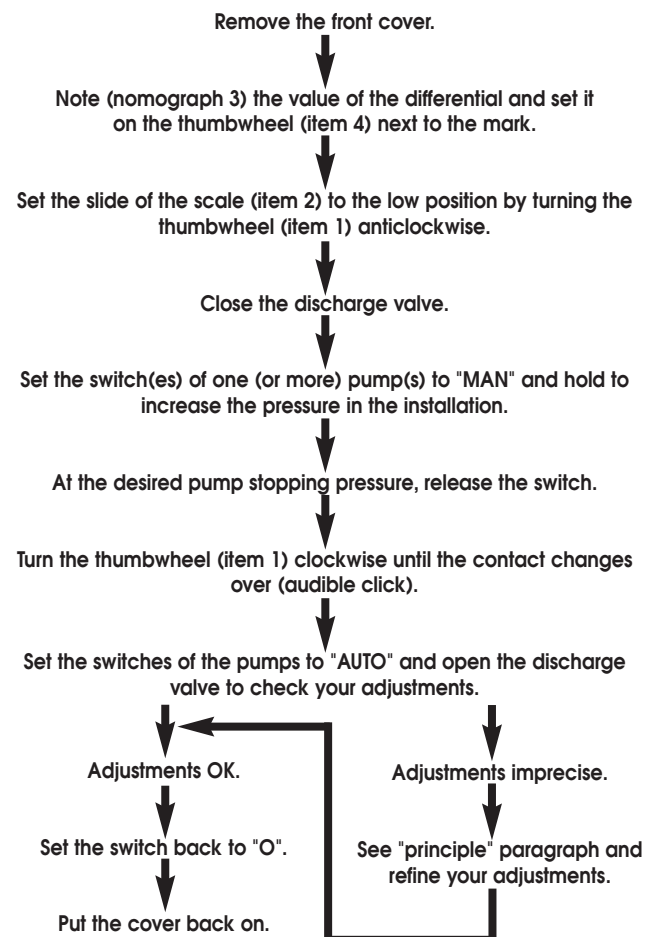 Remove the front cover.
Note (nomograph 3) the value of the differential and set it
on the thumbwheel (item 4) next to the mark.
Set the slide of the scale (item 2) to the low position by turning the
thumbwheel (item 1) anticlockwise.
Close the discharge valve.
Set the switch(es) of one (or more) pump(s) to "MAN" and hold to
increase the pressure in the installation.
At the desired pump stopping pressure, release the switch.
Turn the thumbwheel (item 1) clockwise until the contact changes
over (audible click).
Set the switches of the pumps to "AUTO" and open the discharge
valve to check your adjustments.
Adjustments OK.
Set the switch back to "O".
Put the cover back on.
Adjustments imprecise.
See "principle" paragraph and
refine your adjustments.